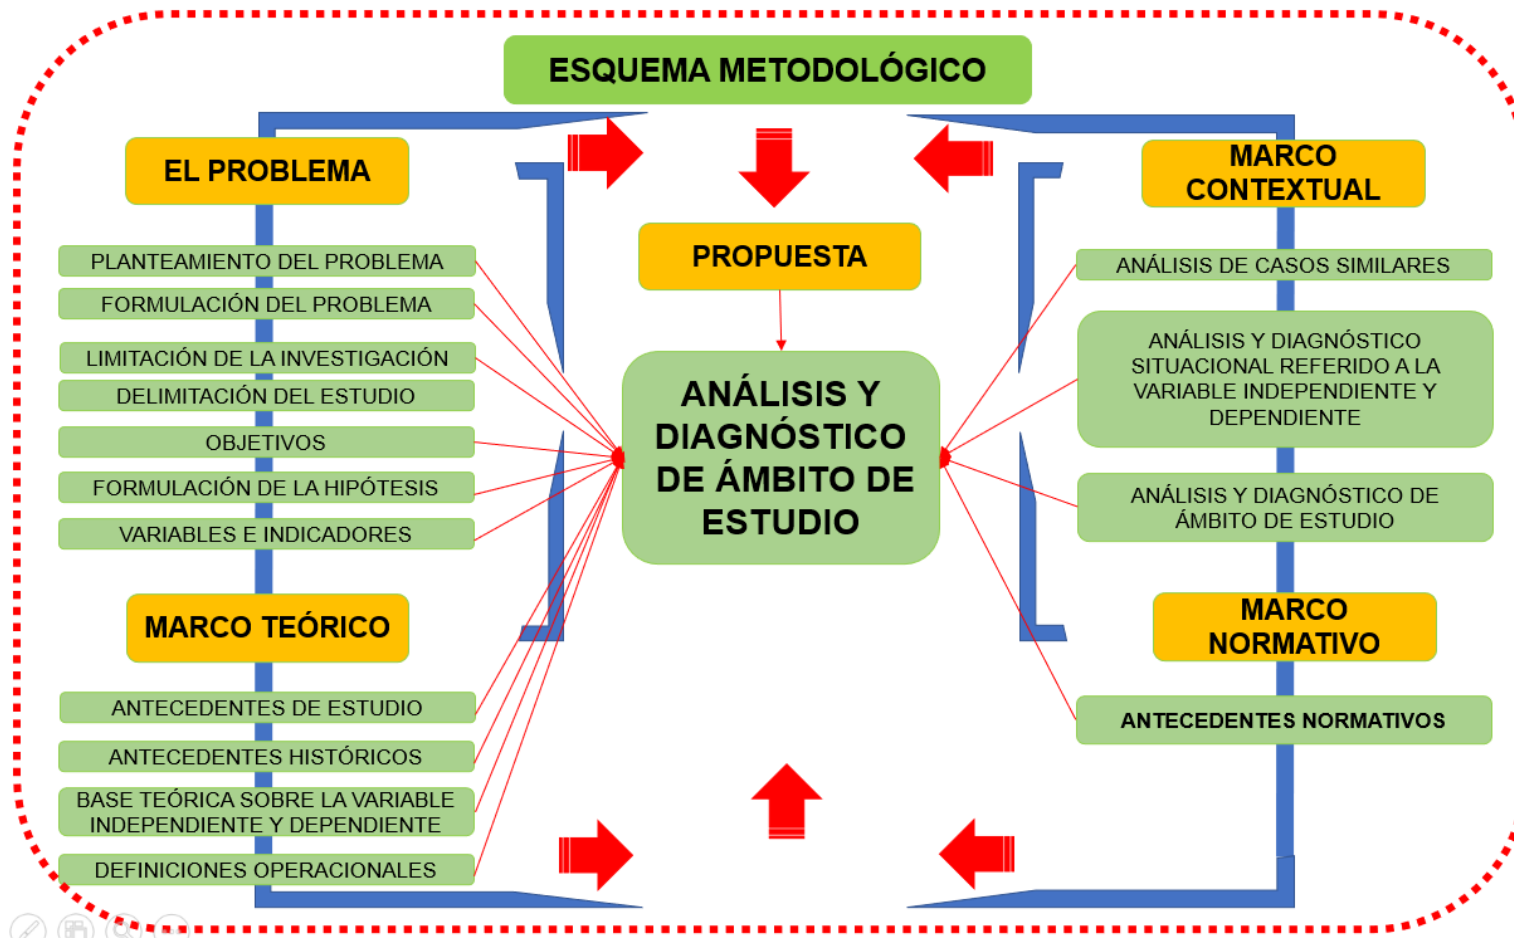 ESQUEMA METODOLÓGICO
EL PROBLEMA
PLANTEAMIENTO DEL PROBLEMA
FORMULACIÓN DEL PROBLEMA
LIMITACIÓN DE LA INVESTIGACIÓN
DELIMITACIÓN DEL ESTUDIO
OBJETIVOS
FORMULACIÓN DE LA HIPÓTESIS
VARIABLES E INDICADORES
MARCO TEÓRICO
ANTECEDENTES DE ESTUDIO
ANTECEDENTES HISTÓRICOS
BASE TEÓRICA SOBRE LA VARIABLE
INDEPENDIENTE Y DEPENDIENTE
DEFINICIONES OPERACIONALES
PROPUESTA
ANÁLISIS Y
DIAGNÓSTICO
DE ÁMBITO DE
ESTUDIO
MARCO
CONTEXTUAL
ANÁLISIS DE CASOS SIMILARES
ANÁLISIS Y DIAGNÓSTICO
SITUACIONAL REFERIDO A LA
VARIABLE INDEPENDIENTE Y
DEPENDIENTE
ANÁLISIS Y DIAGNÓSTICO DE
ÁMBITO DE ESTUDIO
MARCO
NORMATIVO
ANTECEDENTES NORMATIVOS